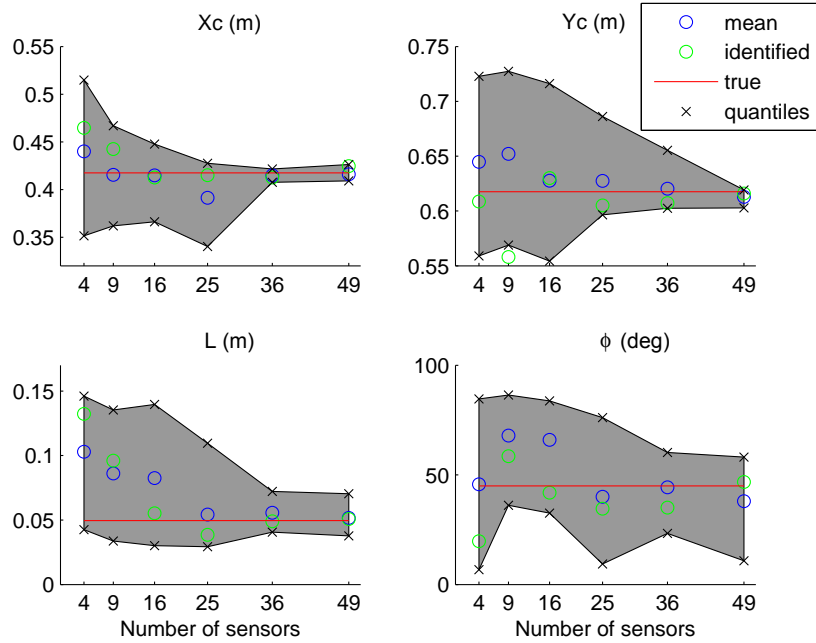 Xc (m)
0.55
0.5
0.45
0.4
0.35
4 9 16 25 36 49
Yc (m)
0.75
0.7
0.65
0.6
0.55
4 9 16 25 36 49
mean
identified
true
quantiles
L (m)
0.15
0.1
0.05
0
4 9 16 25 36 49
Number of sensors
ϕ (deg)
100
50
0
4 9 16 25 36 49
Number of sensors